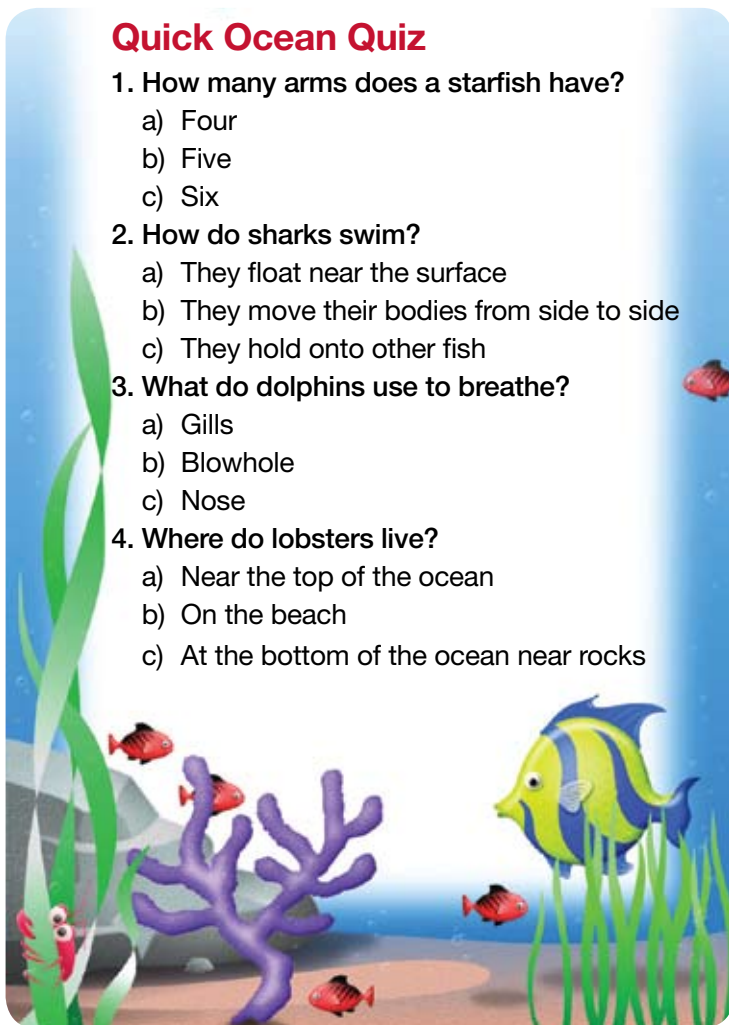 Quick Ocean Quiz
1. How many arms does a starfish have?
a) Four
b) Five
c) Six
2. How do sharks swim?
a) They float near the surface
b) They move their bodies from side to side
c) They hold onto other fish
3. What do dolphins use to breathe?
a) Gills
b) Blowhole
c) Nose
4. Where do lobsters live?
a) Near the top of the ocean
b) On the beach
c) At the bottom of the ocean near rocks